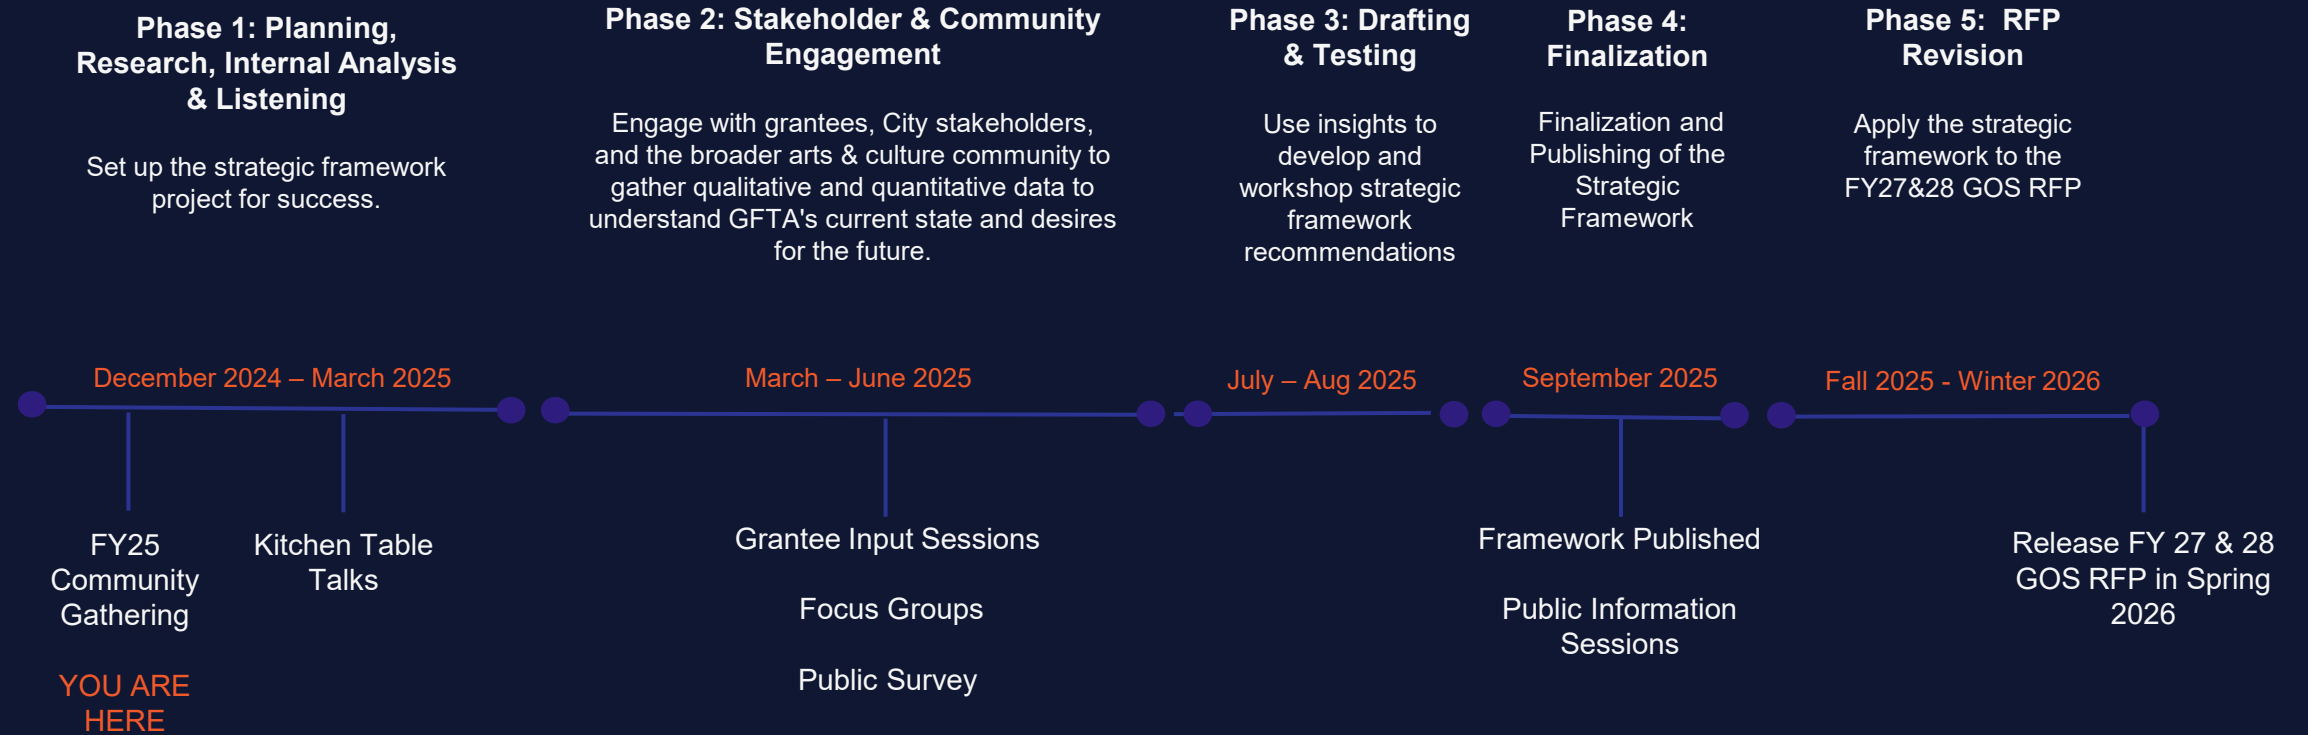 Phase 1: Planning,
Research, Internal Analysis
& Listening
Set up the strategic framework
project for success.
Phase 2: Stakeholder & Community
Engagement
Engage with grantees, City stakeholders,
and the broader arts & culture community to
gather qualitative and quantitative data to
understand GFTA's current state and desires
for the future.
Phase 3: Drafting
& Testing
Use insights to
develop and
workshop strategic
framework
recommendations
Phase 4:
Finalization
Finalization and
Publishing of the
Strategic
Framework
Phase 5:  RFP
Revision
Apply the strategic
framework to the
FY27&28 GOS RFP
December 2024 – March 2025
March – June 2025
July – Aug 2025
September 2025
Fall 2025 - Winter 2026
FY25
Community
Gathering
YOU ARE
HERE
Kitchen Table
Talks
Grantee Input Sessions
Focus Groups
Public Survey
Framework Published
Public Information
Sessions
Release FY 27 & 28
GOS RFP in Spring
2026